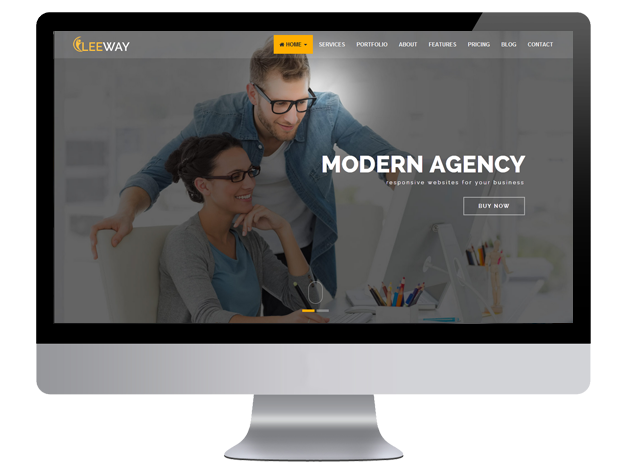 LEEWAY
HOME SERVICES PORTFOLIO ABOUT FEATURES PRICING BLOG CONTACT
MODERN AGENCY
responsive websites for your business
BUY NOW